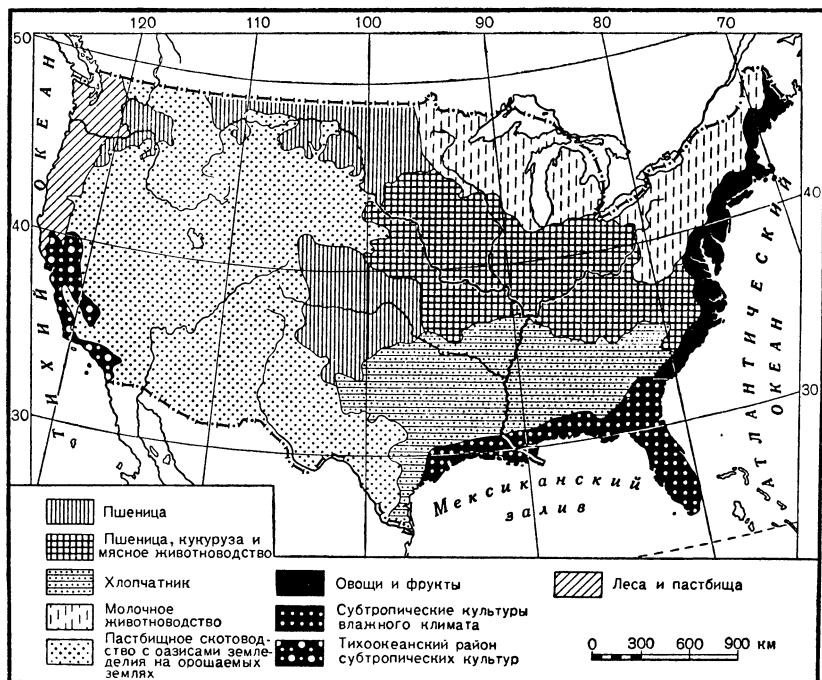 120 110 100 90 80 70
50
40
40
30
30
ТИХИЙ ОКЕАН
АТЛАНТИЧЕСКИЙ
ОКЕАН
Мексиканский
залив
Пшеница
Пшеница, кукуруза и
мясное животноводство
Хлопчатник
Молочное
животноводство
Пастбищное скотовод-
ство с оазисами земле-
делия на орошаемых
землях
Овощи и фрукты
Субтропические культуры
влажного климата
Тихоокеанский район
субтропических культур
Леса и пастбища
0 300 600 900 км